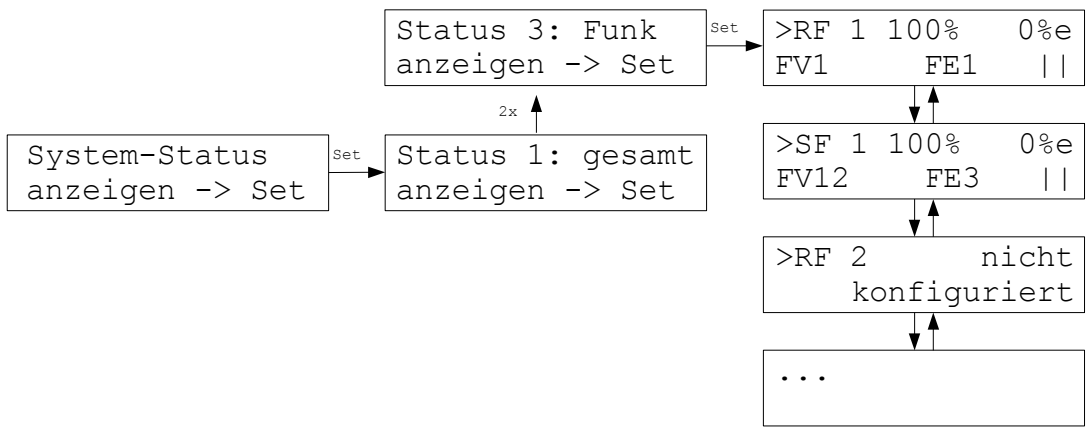 Status 3: Funk
anzeigen -> Set
Set
>RF 1 100% 0%e
FV1 FE1 ||
2x
>SF 1 100% 0%e
FV12 FE3 ||
System-Status
anzeigen -> Set
Set
Status 1: gesamt
anzeigen -> Set
>RF 2 nicht
konfiguriert
...